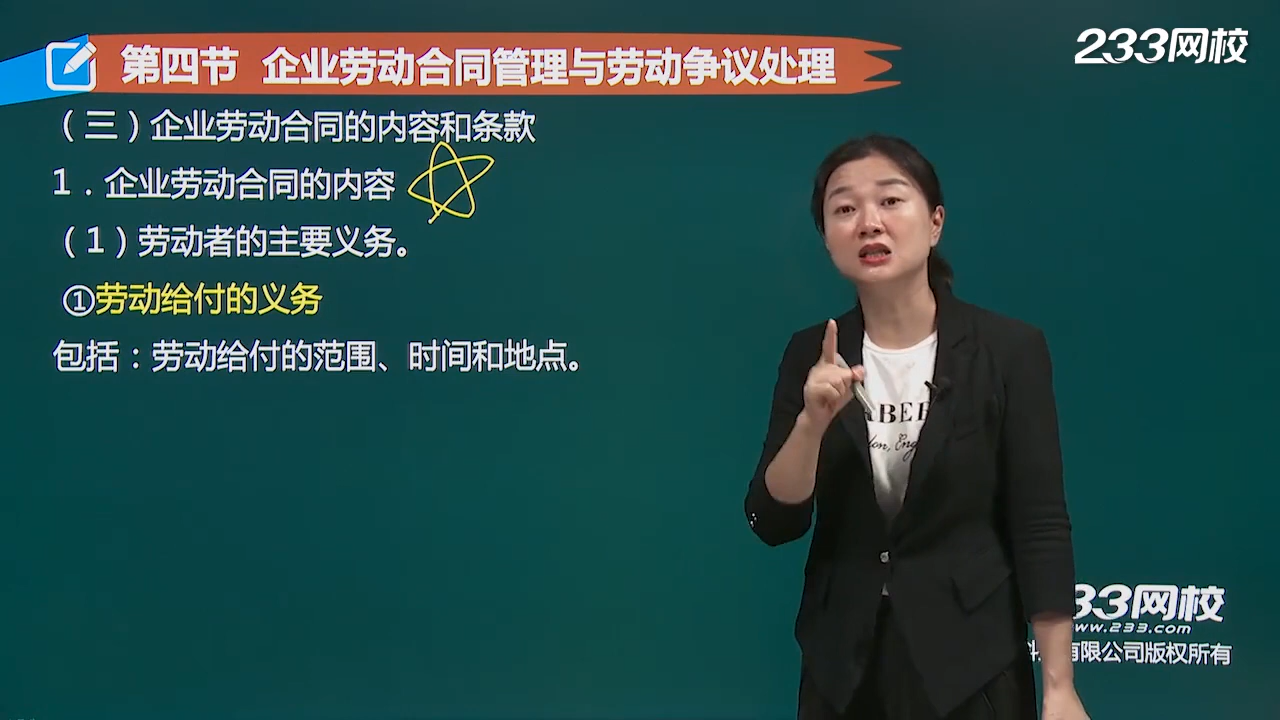 第四节 企业劳动合同管理与劳动争议处理
233网校
（三）企业劳动合同的内容和条款
1．企业劳动合同的内容
（1）劳动者的主要义务。
①劳动给付的义务
包括：劳动给付的范围、时间和地点。
ABER
33网校
ww.233.com
有限公司版权所有